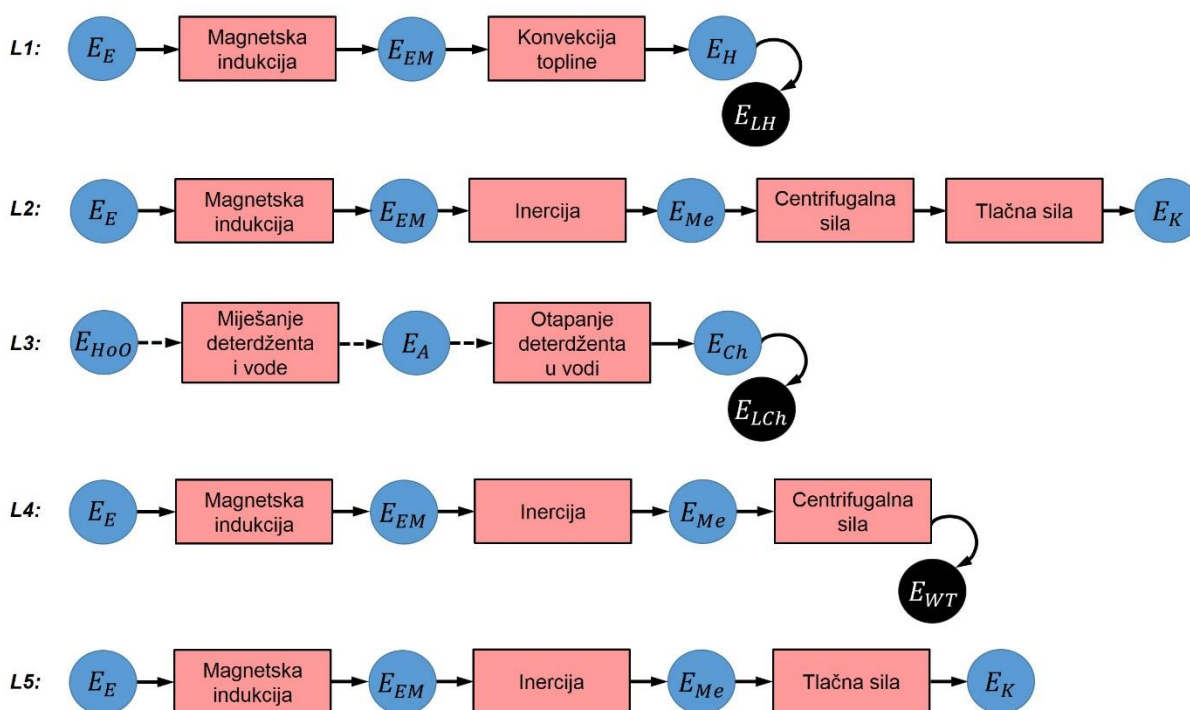 L1:
E_E
Magnetska
indukcija
E_EM
Konvekcija
topline
E_H
E_LH
L2:
E_E
Magnetska
indukcija
E_EM
Inercija
E_Me
Centrifugalna
sila
Tlačna sila
E_K
L3:
E_HoO
Miješanje
deterdženta
i vode
E_A
Otapanje
deterdženta
u vodi
E_Ch
E_LCh
L4:
E_E
Magnetska
indukcija
E_EM
Inercija
E_Me
Centrifugalna
sila
E_WT
L5:
E_E
Magnetska
indukcija
E_EM
Inercija
E_Me
Tlačna sila
E_K